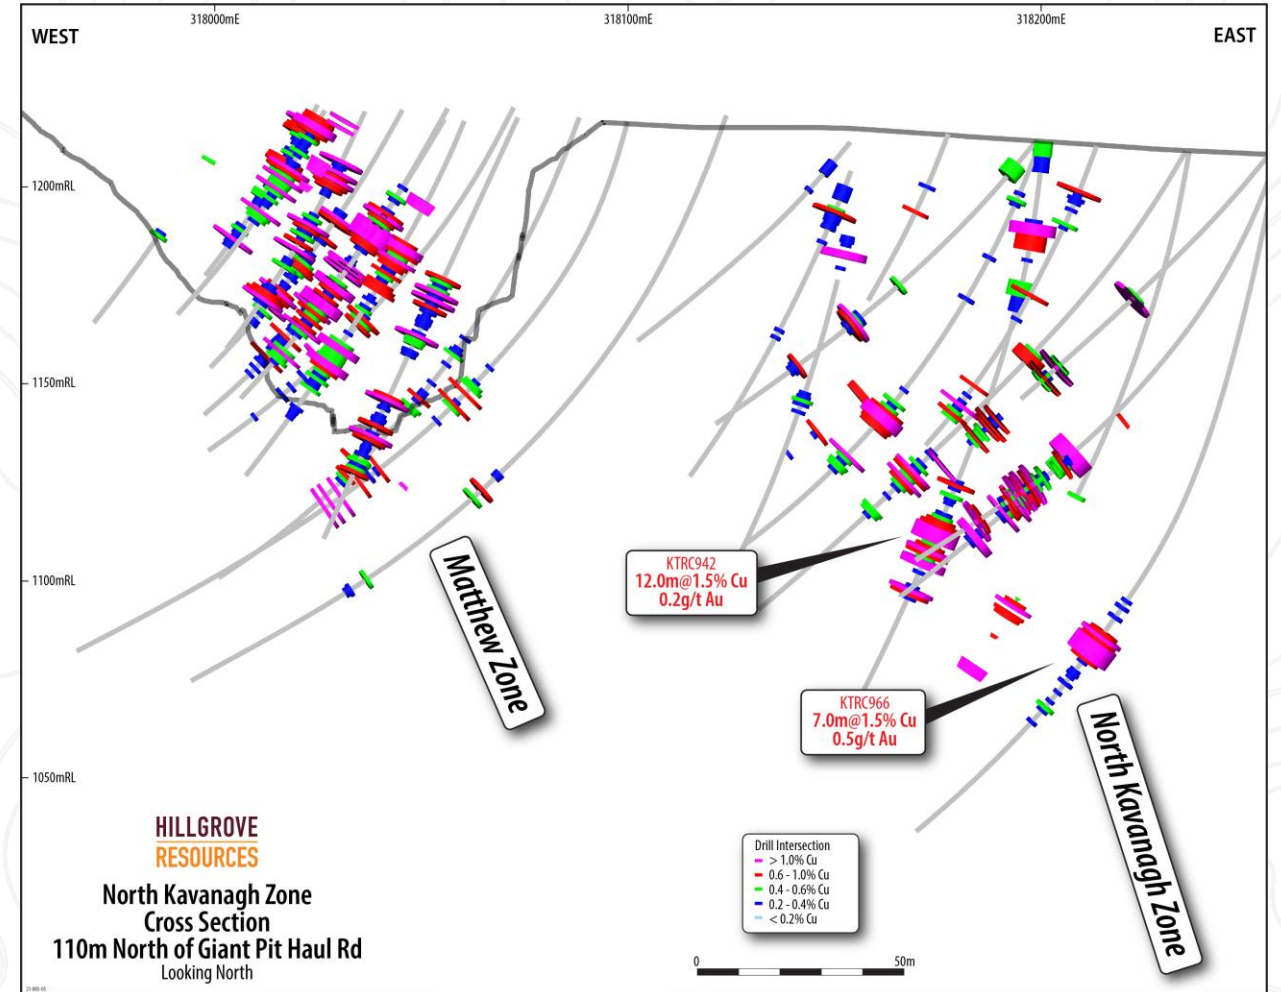 318000mE
318100mE
318200mE
WEST
EAST
1200mRL
1150mRL
1100mRL
1050mRL
Matthew Zone
KTRC942
12.0m@1.5% Cu
0.2g/t Au
KTRC966
7.0m@1.5% Cu
0.5g/t Au
North Kavanagh Zone
HILLGROVE
RESOURCES
North Kavanagh Zone
Cross Section
110m North of Giant Pit Haul Rd
Looking North
Drill Intersection
> 1.0% Cu
0.6 - 1.0% Cu
0.4 - 0.6% Cu
0.2 - 0.4% Cu
< 0.2% Cu
0
50m